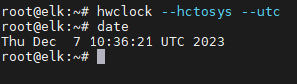 root@elk:~# hwclock --hctosys --utc
root@elk:~# date
Thu Dec  7 10:36:21 UTC 2023
root@elk:~#